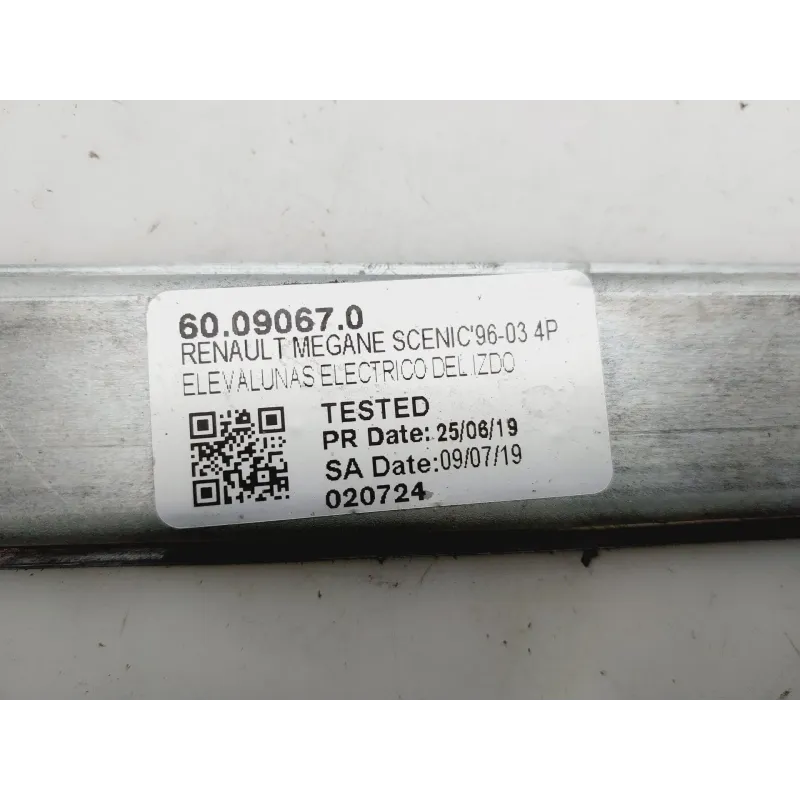 60.09067.0
RENAULT MEGANE SCENIC'96-03 4P
ELEVALUNAS ELECTRICO DEL IZDO
TESTED
PR Date: 25/06/19
SA Date: 09/07/19
020724